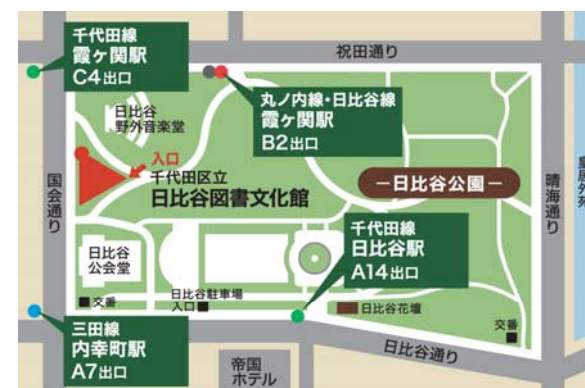 千代田線
霞ヶ関駅
C4出口
祝田通り
丸ノ内線・日比谷線
霞ヶ関駅
B2出口
日比谷
野外音楽堂
入口
千代田区立
日比谷図書文化館
国会通り
日比谷公園
晴海通り
皇居外苑
千代田線
日比谷駅
A14出口
日比谷
公会堂
交番
日比谷駐車場
入口
日比谷花壇
交番
三田線
内幸町駅
A7出口
帝国
ホテル
日比谷通り